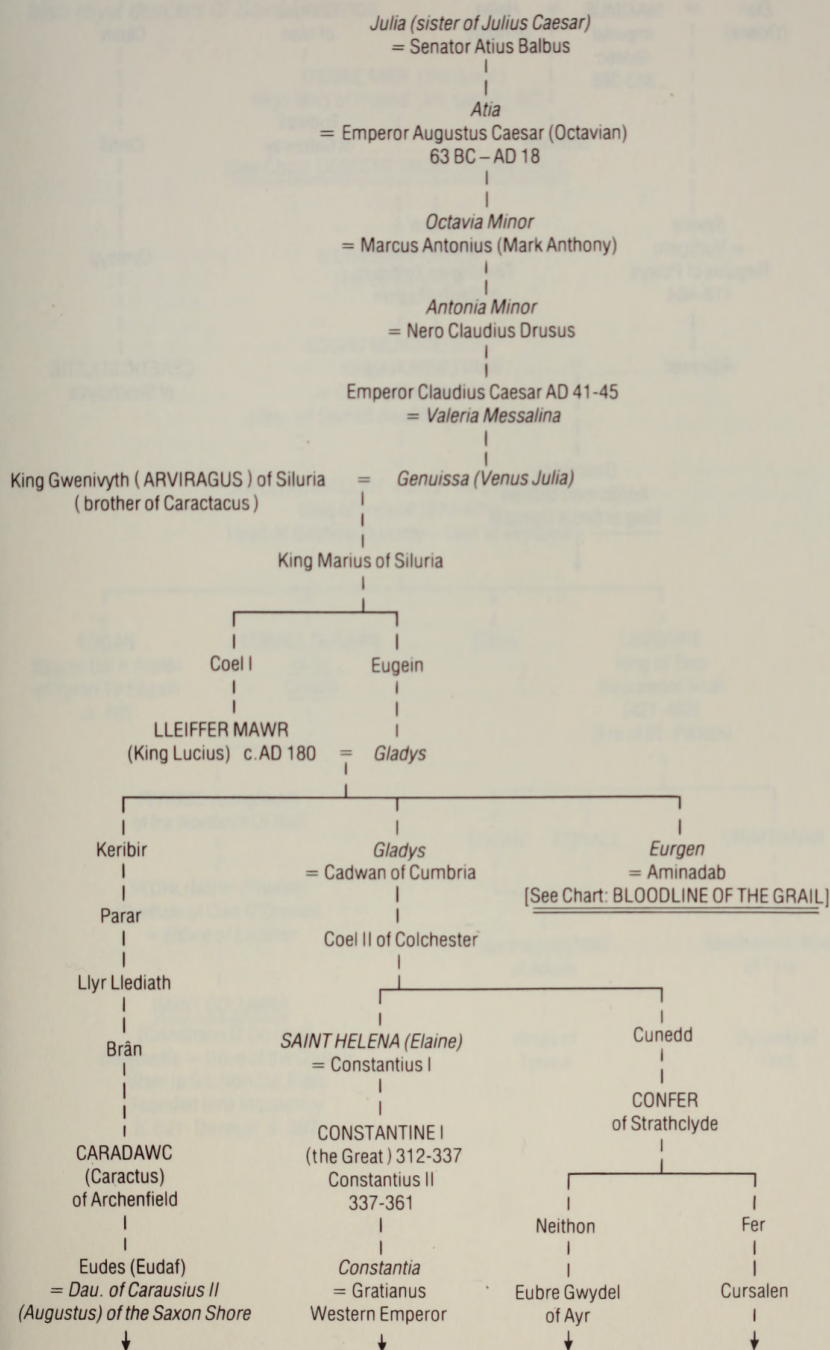 Julia (sister of Julius Caesar)
= Senator Atius Balbus
Atia
= Emperor Augustus Caesar (Octavian)
63 BC – AD 18
Octavia Minor
= Marcus Antonius (Mark Anthony)
Antonia Minor
= Nero Claudius Drusus
Emperor Claudius Caesar AD 41-45
= Valeria Messalina
King Gwenivyth (ARVIRAGUS) of Siluria = Genuissa (Venus Julia)
(brother of Caractacus)
King Marius of Siluria
Coel I Eugein
LLEIFFER MAWR
(King Lucius) c.AD 180 = Gladys
Keribir Gladys Eurgen
= Cadwan of Cumbria = Aminadab
[See Chart: BLOODLINE OF THE GRAIL]
Parar
Coel II of Colchester
Llyr Llediath
Brân SAINT HELENA (Elaine) Cunedd
= Constantius I
CONFER
of Strathclyde
CARADAWC CONSTANTINE I
(Caractus) (the Great) 312-337
of Archenfield Constantius II
337-361
Neithon Fer
Eudes (Eudaf) Constantia
= Dau. of Carausius II = Gratianus Eubre Gwydel Cursalen
(Augustus) of the Saxon Shore Western Emperor of Ayr